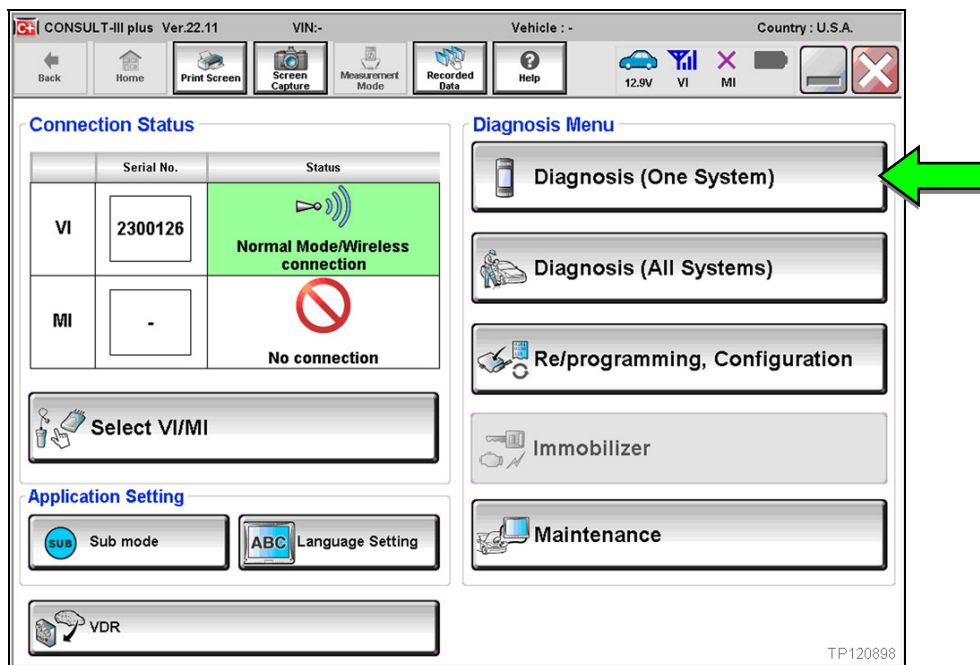 C+ CONSULT-III plus Ver.22.11 VIN:- Vehicle : - Country : U.S.A.
Back
Home
Print Screen
Screen
Capture
Measurement
Mode
Recorded
Data
Help
12.9V
VI
MI
Connection Status
Serial No. Status
VI
2300126
Normal Mode/Wireless
connection
MI
-
No connection
Select VI/MI
Application Setting
SUB Sub mode
ABC Language Setting
VDR
Diagnosis Menu
Diagnosis (One System)
Diagnosis (All Systems)
Re/programming, Configuration
Immobilizer
Maintenance
TP120898